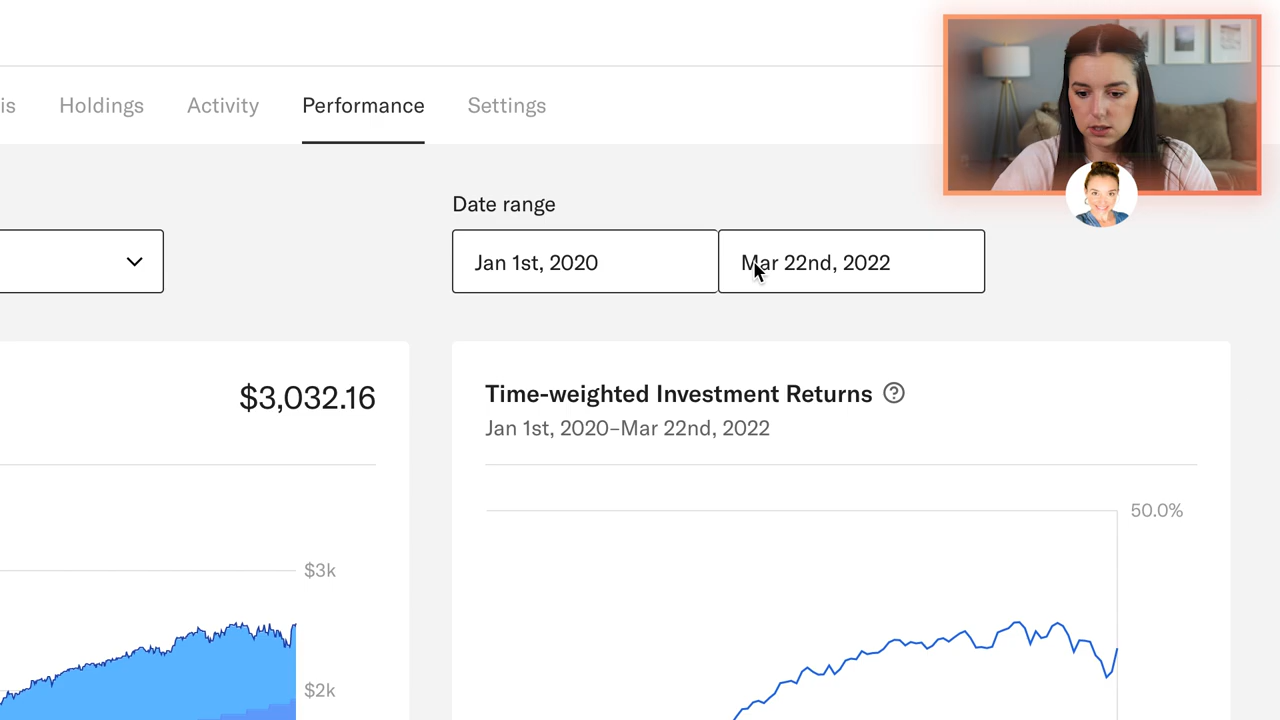 is Holdings Activity Performance Settings
Date range
Jan 1st, 2020 Mar 22nd, 2022
$3,032.16
Time-weighted Investment Returns ?
Jan 1st, 2020–Mar 22nd, 2022
50.0%
$3k
$2k